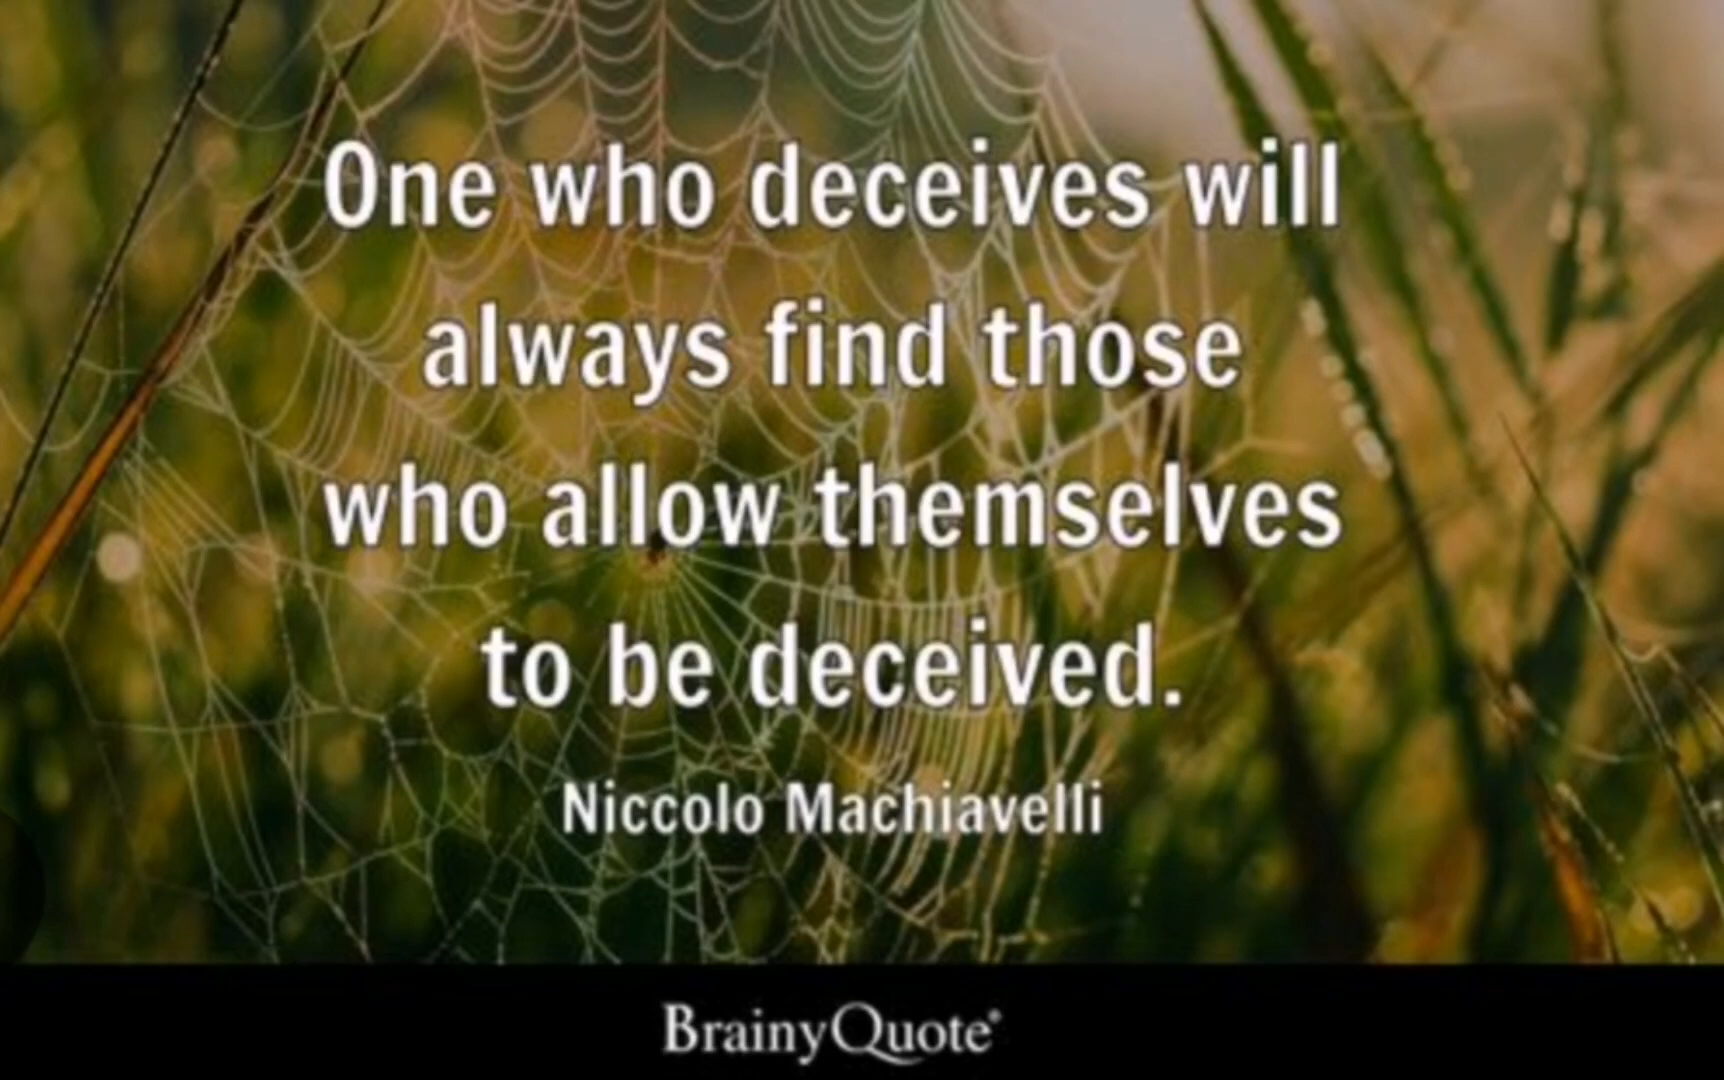 One who deceives will
always find those
who allow themselves
to be deceived.
Niccolo Machiavelli
BrainyQuote®